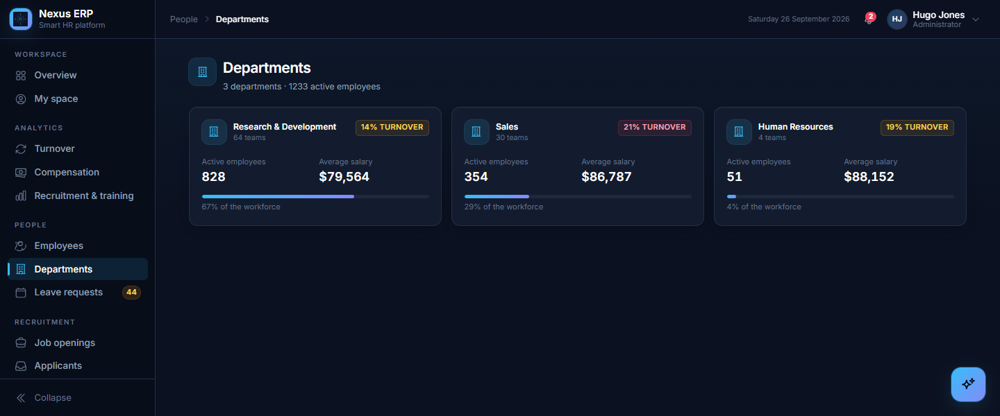 Nexus ERP
Smart HR platform
People
Departments
Saturday 26 September 2026
2
HJ
Hugo Jones
Administrator
WORKSPACE
Overview
My space
ANALYTICS
Turnover
Compensation
Recruitment & training
PEOPLE
Employees
Departments
Leave requests
44
RECRUITMENT
Job openings
Applicants
Collapse
Departments
3 departments · 1233 active employees
Research & Development
64 teams
14% TURNOVER
Active employees
828
Average salary
$79,564
67% of the workforce
Sales
30 teams
21% TURNOVER
Active employees
354
Average salary
$86,787
29% of the workforce
Human Resources
4 teams
19% TURNOVER
Active employees
51
Average salary
$88,152
4% of the workforce